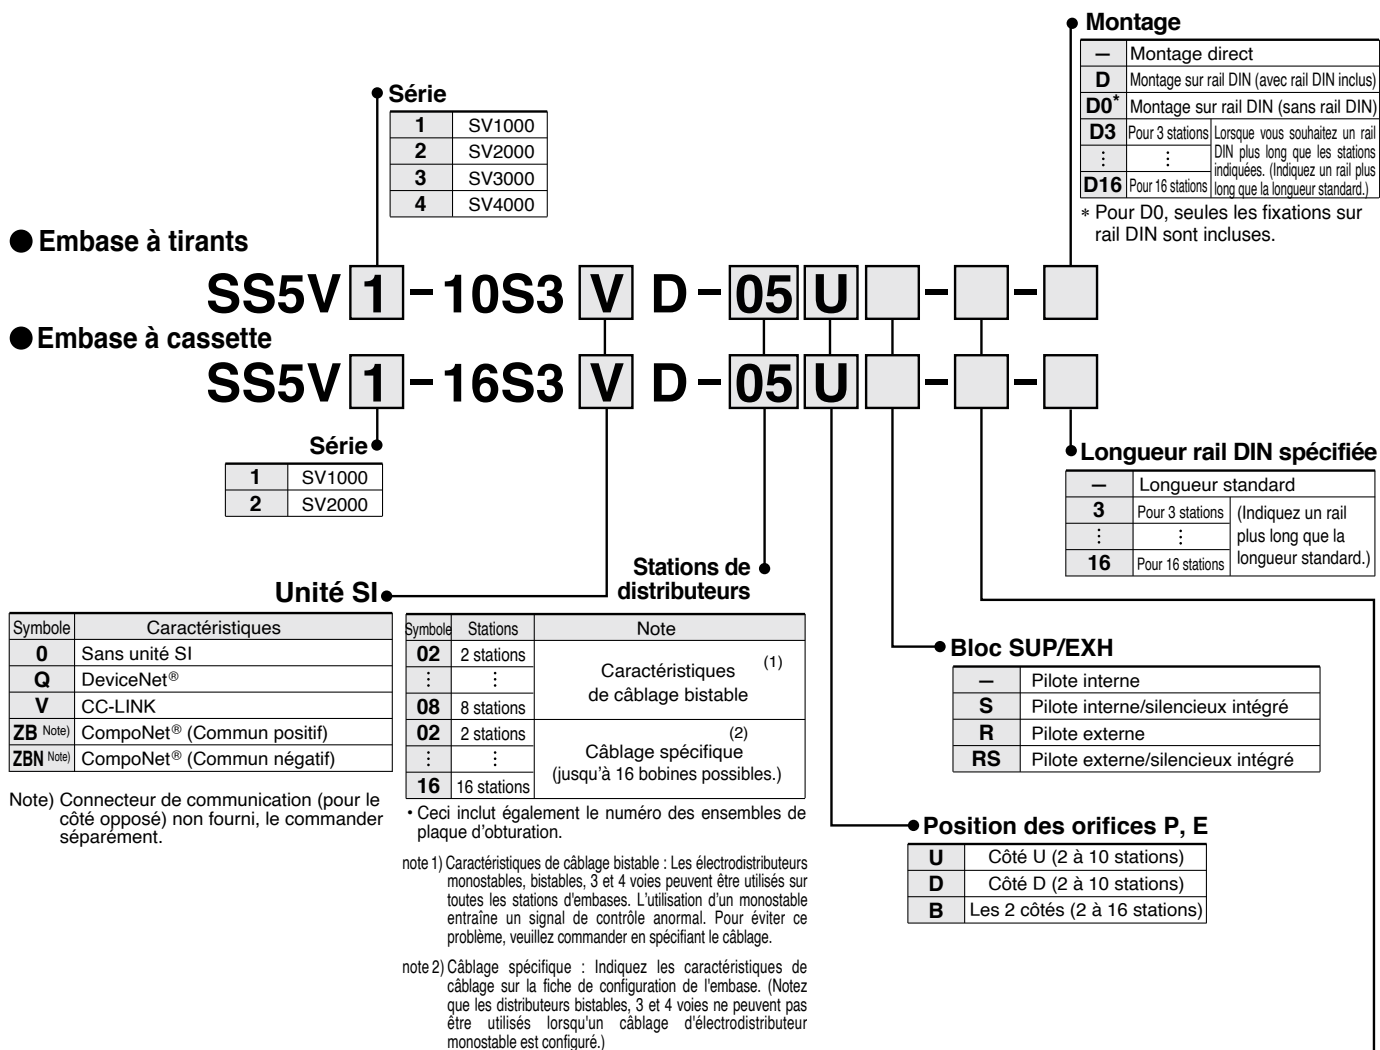 Montage
– Montage direct
D Montage sur rail DIN (avec rail DIN inclus)
D0* Montage sur rail DIN (sans rail DIN)
D3 Pour 3 stations
⋮ ⋮
D16 Pour 16 stations
Lorsque vous souhaitez un rail
DIN plus long que les stations
indiquées. (Indiquez un rail plus
long que la longueur standard.)
* Pour D0, seules les fixations sur
rail DIN sont incluses.
Série
1 SV1000
2 SV2000
3 SV3000
4 SV4000
● Embase à tirants
SS5V 1 - 10S3 V D - 05 U - -
● Embase à cassette
SS5V 1 - 16S3 V D - 05 U - -
Série
1 SV1000
2 SV2000
Longueur rail DIN spécifiée
– Longueur standard
3 Pour 3 stations
⋮ ⋮
16 Pour 16 stations
(Indiquez un rail
plus long que la
longueur standard.)
Unité SI
Symbole Caractéristiques
0 Sans unité SI
Q DeviceNet®
V CC-LINK
ZB Note) CompoNet® (Commun positif)
ZBN Note) CompoNet® (Commun négatif)
Note) Connecteur de communication (pour le
côté opposé) non fourni, le commander
séparément.
Stations de
distributeurs
Symbole Stations Note
02 2 stations
⋮ ⋮
08 8 stations
Caractéristiques (1)
de câblage bistable
02 2 stations
⋮ ⋮
16 16 stations
(2)
Câblage spécifique
(jusqu'à 16 bobines possibles.)
• Ceci inclut également le numéro des ensembles de
plaque d'obturation.
note 1) Caractéristiques de câblage bistable : Les électrodistributeurs
monostables, bistables, 3 et 4 voies peuvent être utilisés sur
toutes les stations d'embases. L'utilisation d'un monostable
entraîne un signal de contrôle anormal. Pour éviter ce
problème, veuillez commander en spécifiant le câblage.
note 2) Câblage spécifique : Indiquez les caractéristiques de
câblage sur la fiche de configuration de l'embase. (Notez
que les distributeurs bistables, 3 et 4 voies ne peuvent pas
être utilisés lorsqu'un câblage d'électrodistributeur
monostable est configuré.)
Bloc SUP/EXH
– Pilote interne
S Pilote interne/silencieux intégré
R Pilote externe
RS Pilote externe/silencieux intégré
Position des orifices P, E
U Côté U (2 à 10 stations)
D Côté D (2 à 10 stations)
B Les 2 côtés (2 à 16 stations)